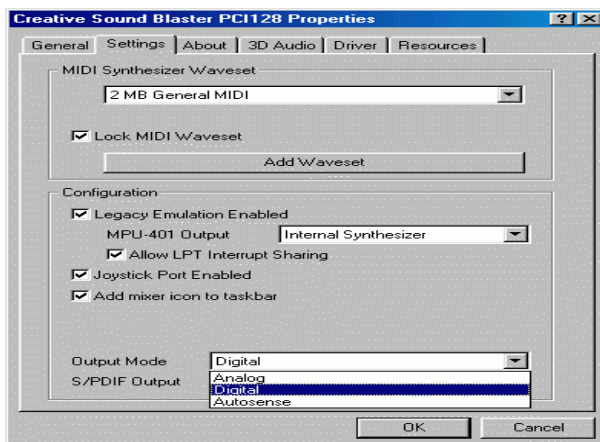 Creative Sound Blaster PCI128 Properties
General Settings About 3D Audio Driver Resources
MIDI Synthesizer Waveset
2 MB General MIDI
Lock MIDI Waveset
Add Waveset
Configuration
Legacy Emulation Enabled
MPU-401 Output Internal Synthesizer
Allow LPT Interrupt Sharing
Joystick Port Enabled
Add mixer icon to taskbar
Output Mode Digital
Analog
S/PDIF Output Digital
Autosense
OK Cancel